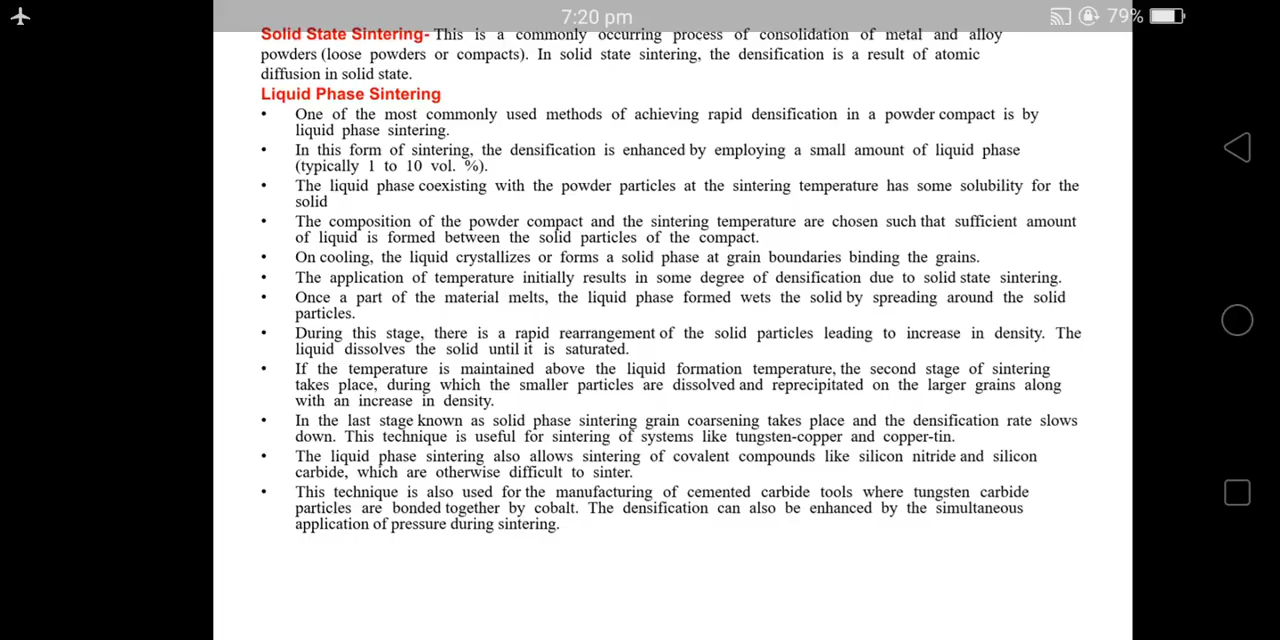 7:20 pm
79%
Solid State Sintering- This is a commonly occurring process of consolidation of metal and alloy
powders (loose powders or compacts). In solid state sintering, the densification is a result of atomic
diffusion in solid state.
Liquid Phase Sintering
• One of the most commonly used methods of achieving rapid densification in a powder compact is by
liquid phase sintering.
• In this form of sintering, the densification is enhanced by employing a small amount of liquid phase
(typically 1 to 10 vol. %).
• The liquid phase coexisting with the powder particles at the sintering temperature has some solubility for the
solid
• The composition of the powder compact and the sintering temperature are chosen such that sufficient amount
of liquid is formed between the solid particles of the compact.
• On cooling, the liquid crystallizes or forms a solid phase at grain boundaries binding the grains.
• The application of temperature initially results in some degree of densification due to solid state sintering.
• Once a part of the material melts, the liquid phase formed wets the solid by spreading around the solid
particles.
• During this stage, there is a rapid rearrangement of the solid particles leading to increase in density. The
liquid dissolves the solid until it is saturated.
• If the temperature is maintained above the liquid formation temperature, the second stage of sintering
takes place, during which the smaller particles are dissolved and reprecipitated on the larger grains along
with an increase in density.
• In the last stage known as solid phase sintering grain coarsening takes place and the densification rate slows
down. This technique is useful for sintering of systems like tungsten-copper and copper-tin.
• The liquid phase sintering also allows sintering of covalent compounds like silicon nitride and silicon
carbide, which are otherwise difficult to sinter.
• This technique is also used for the manufacturing of cemented carbide tools where tungsten carbide
particles are bonded together by cobalt. The densification can also be enhanced by the simultaneous
application of pressure during sintering.